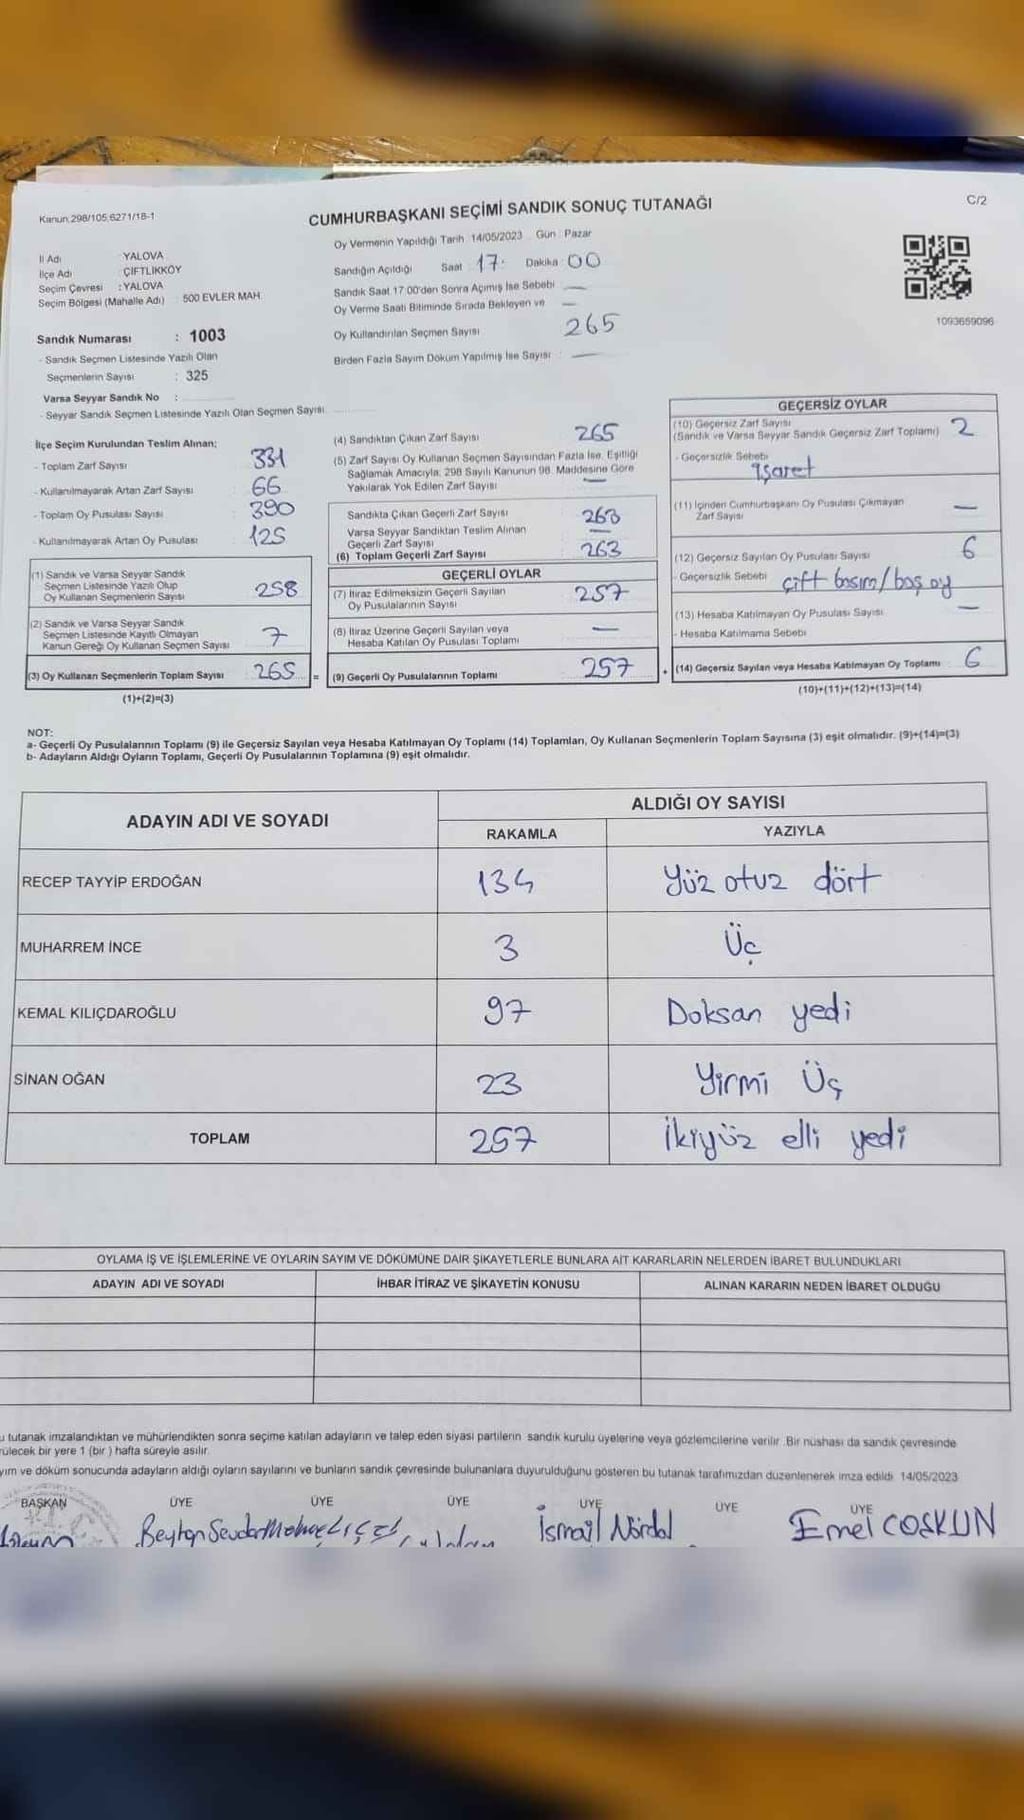 Kanun:298/105;6271/18-1
C/2
CUMHURBAŞKANI SEÇİMİ SANDIK SONUÇ TUTANAĞI
Oy Vermenin Yapıldığı Tarih 14/05/2023 Gün Pazar
İl Adı YALOVA
İlçe Adı ÇİFTLİKKÖY
Seçim Çevresi : YALOVA
Seçim Bölgesi (Mahalle Adı) 500 EVLER MAH.
Sandığın Açıldığı Saat 17: Dakika 00
Sandık Saat 17:00'den Sonra Açımış İse Sebebi —
Oy Verme Saati Bitiminde Sırada Bekleyen ve —
Oy Kullandırılan Seçmen Sayısı 265
Birden Fazla Sayım Döküm Yapılmış İse Sayısı : —
1093659096
Sandık Numarası : 1003
- Sandık Seçmen Listesinde Yazılı Olan
Seçmenlerin Sayısı : 325
Varsa Seyyar Sandık No :
- Seyyar Sandık Seçmen Listesinde Yazılı Olan Seçmen Sayısı
İlçe Seçim Kurulundan Teslim Alınan;
- Toplam Zarf Sayısı 331
- Kullanılmayarak Artan Zarf Sayısı 66
- Toplam Oy Pusulası Sayısı 390
- Kullanılmayarak Artan Oy Pusulası 125
(1) Sandık ve Varsa Seyyar Sandık
Seçmen Listesinde Yazılı Olup
Oy Kullanan Seçmenlerin Sayısı 258
(2) Sandık ve Varsa Seyyar Sandık
Seçmen Listesinde Kayıtlı Olmayan
Kanun Gereği Oy Kullanan Seçmen Sayısı 7
(3) Oy Kullanan Seçmenlerin Toplam Sayısı 265 =
(1)+(2)=(3)
(4) Sandıktan Çıkan Zarf Sayısı 265
(5) Zarf Sayısı Oy Kullanan Seçmen Sayısından Fazla İse, Eşitliği
Sağlamak Amacıyla, 298 Sayılı Kanunun 98. Maddesine Göre
Yakılarak Yok Edilen Zarf Sayısı —
Sandıkta Çıkan Geçerli Zarf Sayısı 263
Varsa Seyyar Sandıktan Teslim Alınan
Geçerli Zarf Sayısı —
(6) Toplam Geçerli Zarf Sayısı 263
GEÇERLİ OYLAR
(7) İtiraz Edilmeksizin Geçerli Sayılan
Oy Pusulalarının Sayısı 257
(8) İtiraz Üzerine Geçerli Sayılan veya
Hesaba Katılan Oy Pusulası Toplamı —
(9) Geçerli Oy Pusulalarının Toplamı 257 +
GEÇERSİZ OYLAR
(10) Geçersiz Zarf Sayısı
(Sandık ve Varsa Seyyar Sandık Geçersiz Zarf Toplamı) 2
- Geçersizlik Sebebi
işaret
(11) İçinden Cumhurbaşkanı Oy Pusulası Çıkmayan
Zarf Sayısı —
(12) Geçersiz Sayılan Oy Pusulası Sayısı 6
- Geçersizlik Sebebi çift basım/boş oy
(13) Hesaba Katılmayan Oy Pusulası Sayısı —
- Hesaba Katılmama Sebebi
(14) Geçersiz Sayılan veya Hesaba Katılmayan Oy Toplamı 6
(10)+(11)+(12)+(13)=(14)
NOT:
a- Geçerli Oy Pusulalarının Toplamı (9) ile Geçersiz Sayılan veya Hesaba Katılmayan Oy Toplamı (14) Toplamları, Oy Kullanan Seçmenlerin Toplam Sayısına (3) eşit olmalıdır. (9)+(14)=(3)
b- Adayların Aldığı Oyların Toplamı, Geçerli Oy Pusulalarının Toplamına (9) eşit olmalıdır.
ADAYIN ADI VE SOYADI
ALDIĞI OY SAYISI
RAKAMLA YAZIYLA
RECEP TAYYİP ERDOĞAN 134 Yüz otuz dört
MUHARREM İNCE 3 Üç
KEMAL KILIÇDAROĞLU 97 Doksan yedi
SİNAN OĞAN 23 Yirmi Üç
TOPLAM 257 İkiyüz elli yedi
OYLAMA İŞ VE İŞLEMLERİNE VE OYLARIN SAYIM VE DÖKÜMÜNE DAİR ŞİKAYETLERLE BUNLARA AİT KARARLARIN NELERDEN İBARET BULUNDUKLARI
ADAYIN ADI VE SOYADI İHBAR İTİRAZ VE ŞİKAYETİN KONUSU ALINAN KARARIN NEDEN İBARET OLDUĞU
u tutanak imzalandıktan ve mühürlendikten sonra seçime katılan adayların ve talep eden siyasi partilerin sandık kurulu üyelerine veya gözlemcilerine verilir. Bir nüshası da sandık çevresinde
rülecek bir yere 1 (bir ) hafta süreyle asılır.
yım ve döküm sonucunda adayların aldığı oyların sayılarını ve bunların sandık çevresinde bulunanlara duyurulduğunu gösteren bu tutanak tarafımızdan düzenlenerek imza edildi. 14/05/2023
BAŞKAN ÜYE ÜYE ÜYE ÜYE ÜYE ÜYE
İsmail Nördol Emel COŞKUN